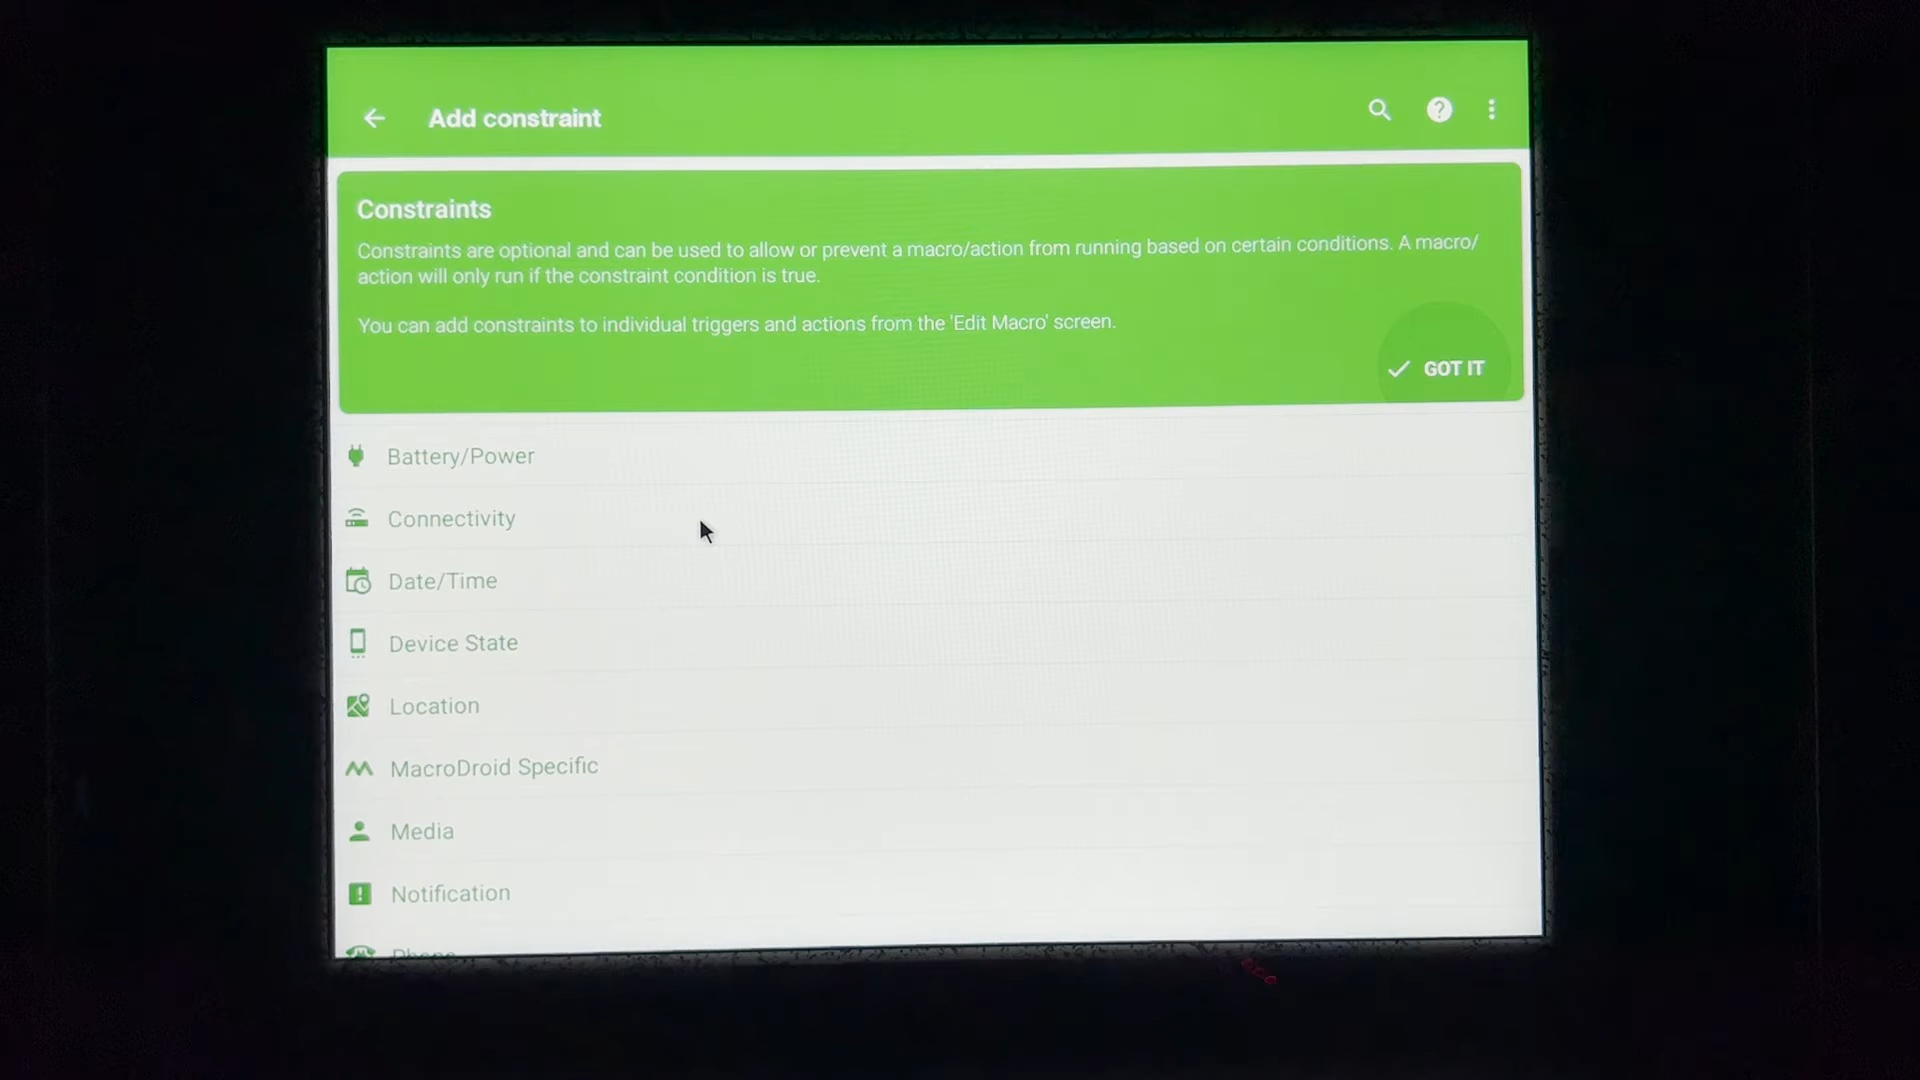 Add constraint
Constraints
Constraints are optional and can be used to allow or prevent a macro/action from running based on certain conditions. A macro/
action will only run if the constraint condition is true.
You can add constraints to individual triggers and actions from the 'Edit Macro' screen.
GOT IT
Battery/Power
Connectivity
Date/Time
Device State
Location
MacroDroid Specific
Media
Notification
Phone